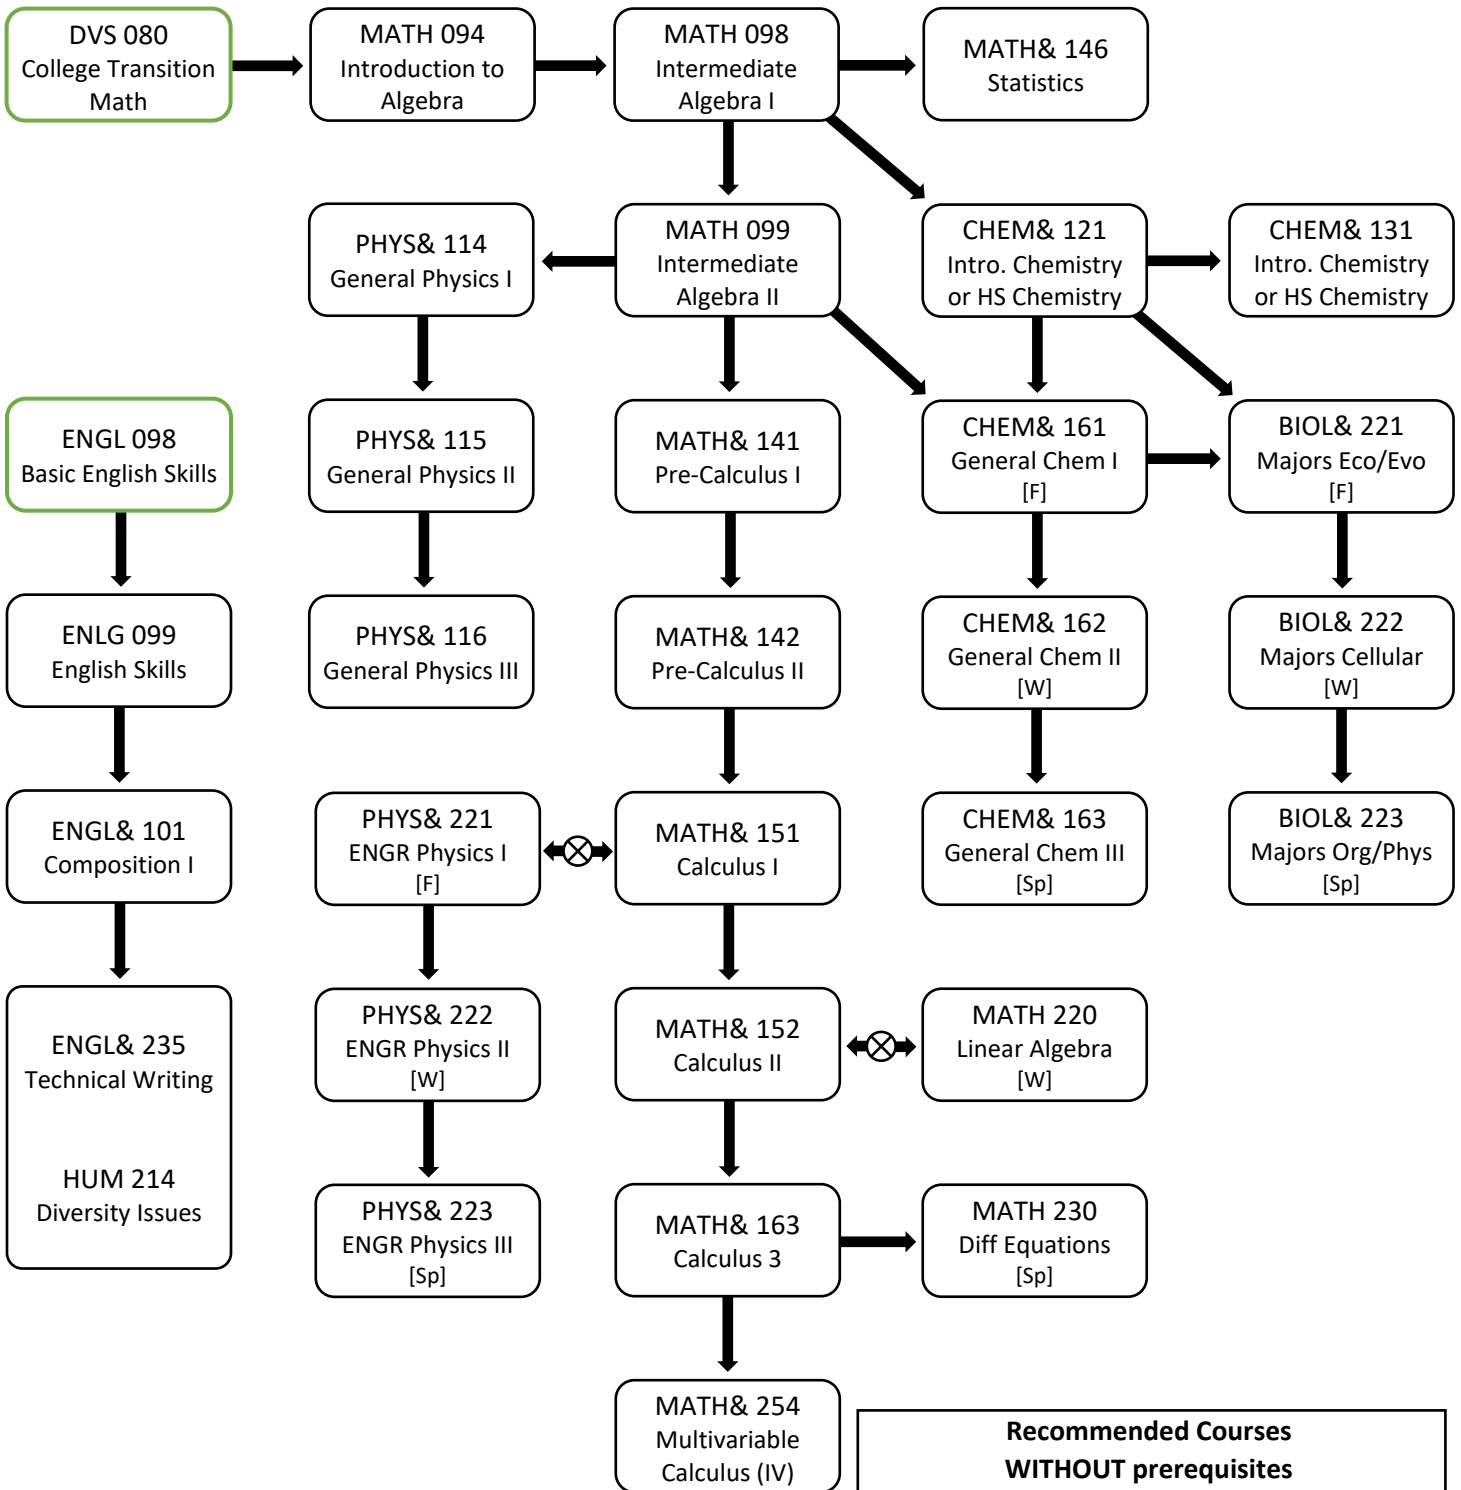 DVS 080
College Transition
Math
MATH 094
Introduction to
Algebra
MATH 098
Intermediate
Algebra I
MATH& 146
Statistics
PHYS& 114
General Physics I
MATH 099
Intermediate
Algebra II
CHEM& 121
Intro. Chemistry
or HS Chemistry
CHEM& 131
Intro. Chemistry
or HS Chemistry
ENGL 098
Basic English Skills
PHYS& 115
General Physics II
MATH& 141
Pre-Calculus I
CHEM& 161
General Chem I
[F]
BIOL& 221
Majors Eco/Evo
[F]
ENLG 099
English Skills
PHYS& 116
General Physics III
MATH& 142
Pre-Calculus II
CHEM& 162
General Chem II
[W]
BIOL& 222
Majors Cellular
[W]
ENGL& 101
Composition I
PHYS& 221
ENGR Physics I
[F]
MATH& 151
Calculus I
CHEM& 163
General Chem III
[Sp]
BIOL& 223
Majors Org/Phys
[Sp]
ENGL& 235
Technical Writing
HUM 214
Diversity Issues
PHYS& 222
ENGR Physics II
[W]
MATH& 152
Calculus II
MATH 220
Linear Algebra
[W]
PHYS& 223
ENGR Physics III
[Sp]
MATH& 163
Calculus 3
MATH 230
Diff Equations
[Sp]
MATH& 254
Multivariable
Calculus (IV)
Recommended Courses
WITHOUT prerequisites